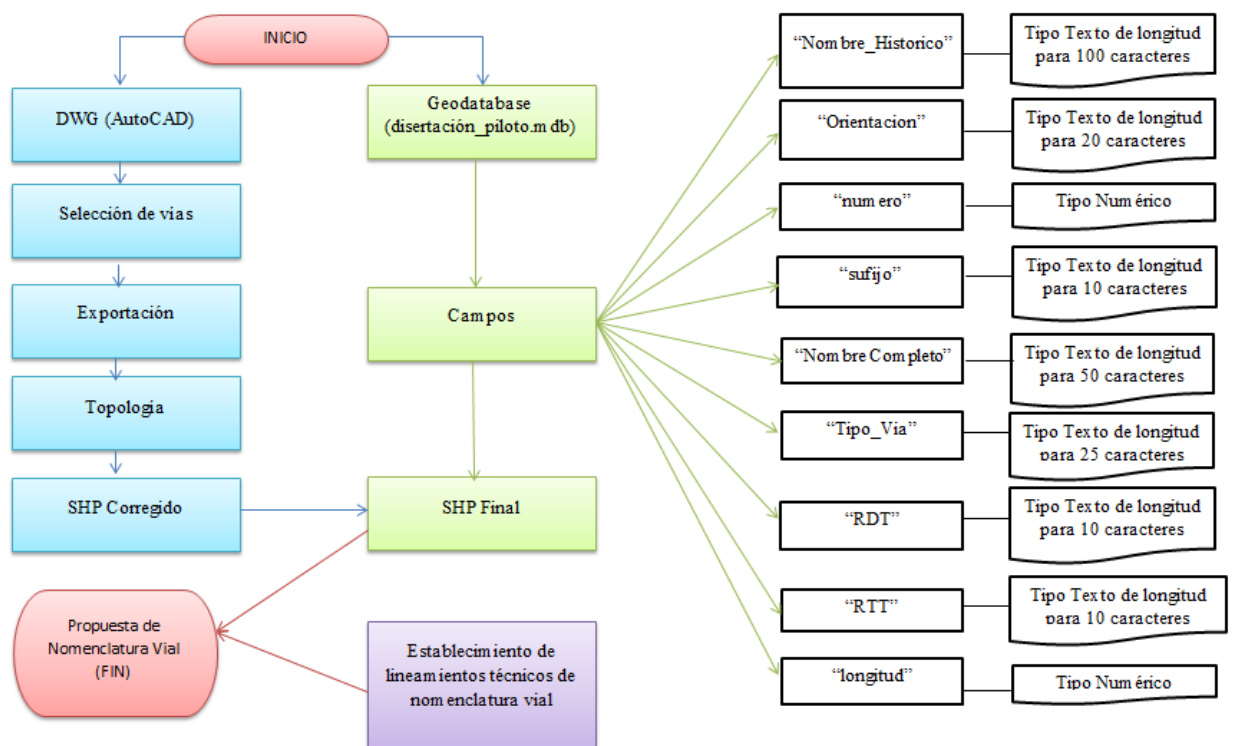 INICIO
DWG (AutoCAD)
Selección de vías
Exportación
Topología
SHP Corregido
Propuesta de
Nomenclatura Vial
(FIN)
Geodatabase
(disertación_piloto.mdb)
Campos
SHP Final
Establecimiento de
lineamientos técnicos de
nomenclatura vial
“Nombre_Historico”
Tipo Texto de longitud
para 100 caracteres
“Orientacion”
Tipo Texto de longitud
para 20 caracteres
“numero”
Tipo Numérico
“sufijo”
Tipo Texto de longitud
para 10 caracteres
“Nombre Completo”
Tipo Texto de longitud
para 50 caracteres
“Tipo_Via”
Tipo Texto de longitud
para 25 caracteres
“RDT”
Tipo Texto de longitud
para 10 caracteres
“RTT”
Tipo Texto de longitud
para 10 caracteres
“longitud”
Tipo Numérico